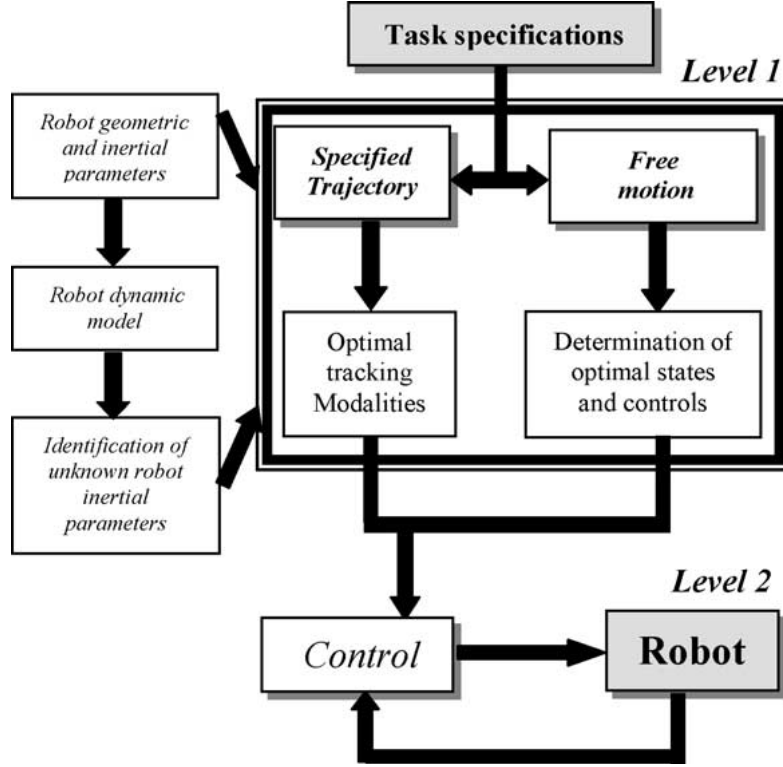 Task specifications
Level 1
Robot geometric
and inertial
parameters
Specified
Trajectory
Free
motion
Robot dynamic
model
Optimal
tracking
Modalities
Determination of
optimal states
and controls
Identification of
unknown robot
inertial
parameters
Level 2
Control
Robot